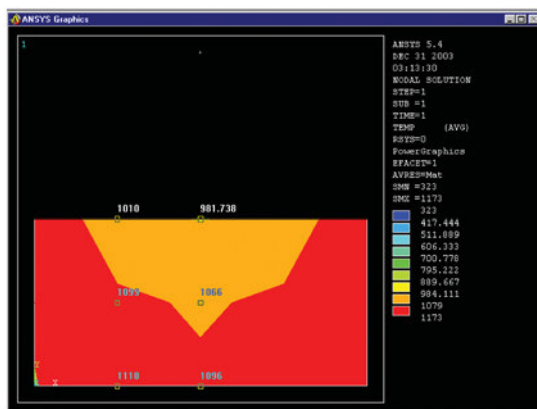 ANSYS Graphics
1
ANSYS 5.4
DEC 31 2003
03:13:30
NODAL SOLUTION
STEP=1
SUB =1
TIME=1
TEMP (AVG)
RSYS=0
PowerGraphics
EFACET=1
AVRES=Mat
SMN =323
SMX =1173
323
417.444
511.889
606.333
700.778
795.222
889.667
984.111
1079
1173
1010 981.738
1099 1066
1118 1096
Y
X